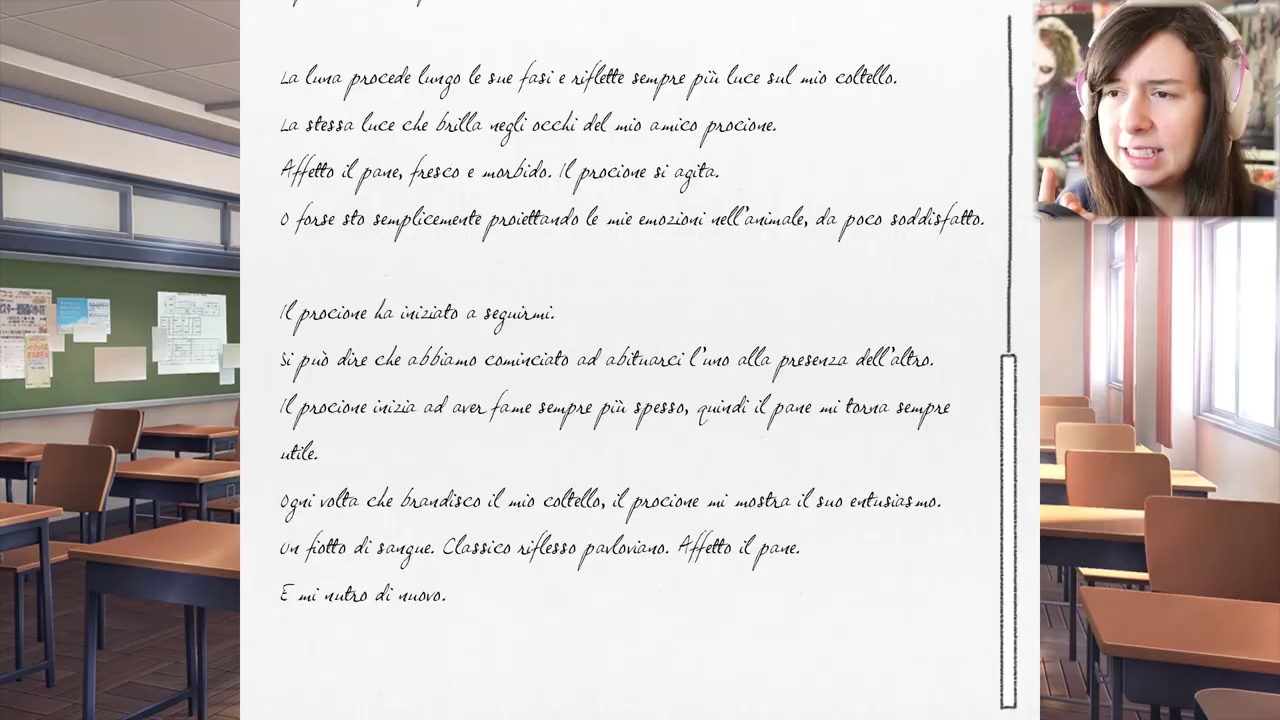 La luna procede lungo le sue fasi e riflette sempre più luce sul mio coltello.
La stessa luce che brilla negli occhi del mio amico procione.
Affetto il pane, fresco e morbido. Il procione si agita.
O forse sto semplicemente proiettando le mie emozioni nell'animale, da poco soddisfatto.
Il procione ha iniziato a seguirmi.
Si può dire che abbiamo cominciato ad abituarci l'uno alla presenza dell'altro.
Il procione inizia ad aver fame sempre più spesso, quindi il pane mi torna sempre
utile.
Ogni volta che brandisco il mio coltello, il procione mi mostra il suo entusiasmo.
Un fiotto di sangue. Classico riflesso pavloviano. Affetto il pane.
E mi nutro di nuovo.